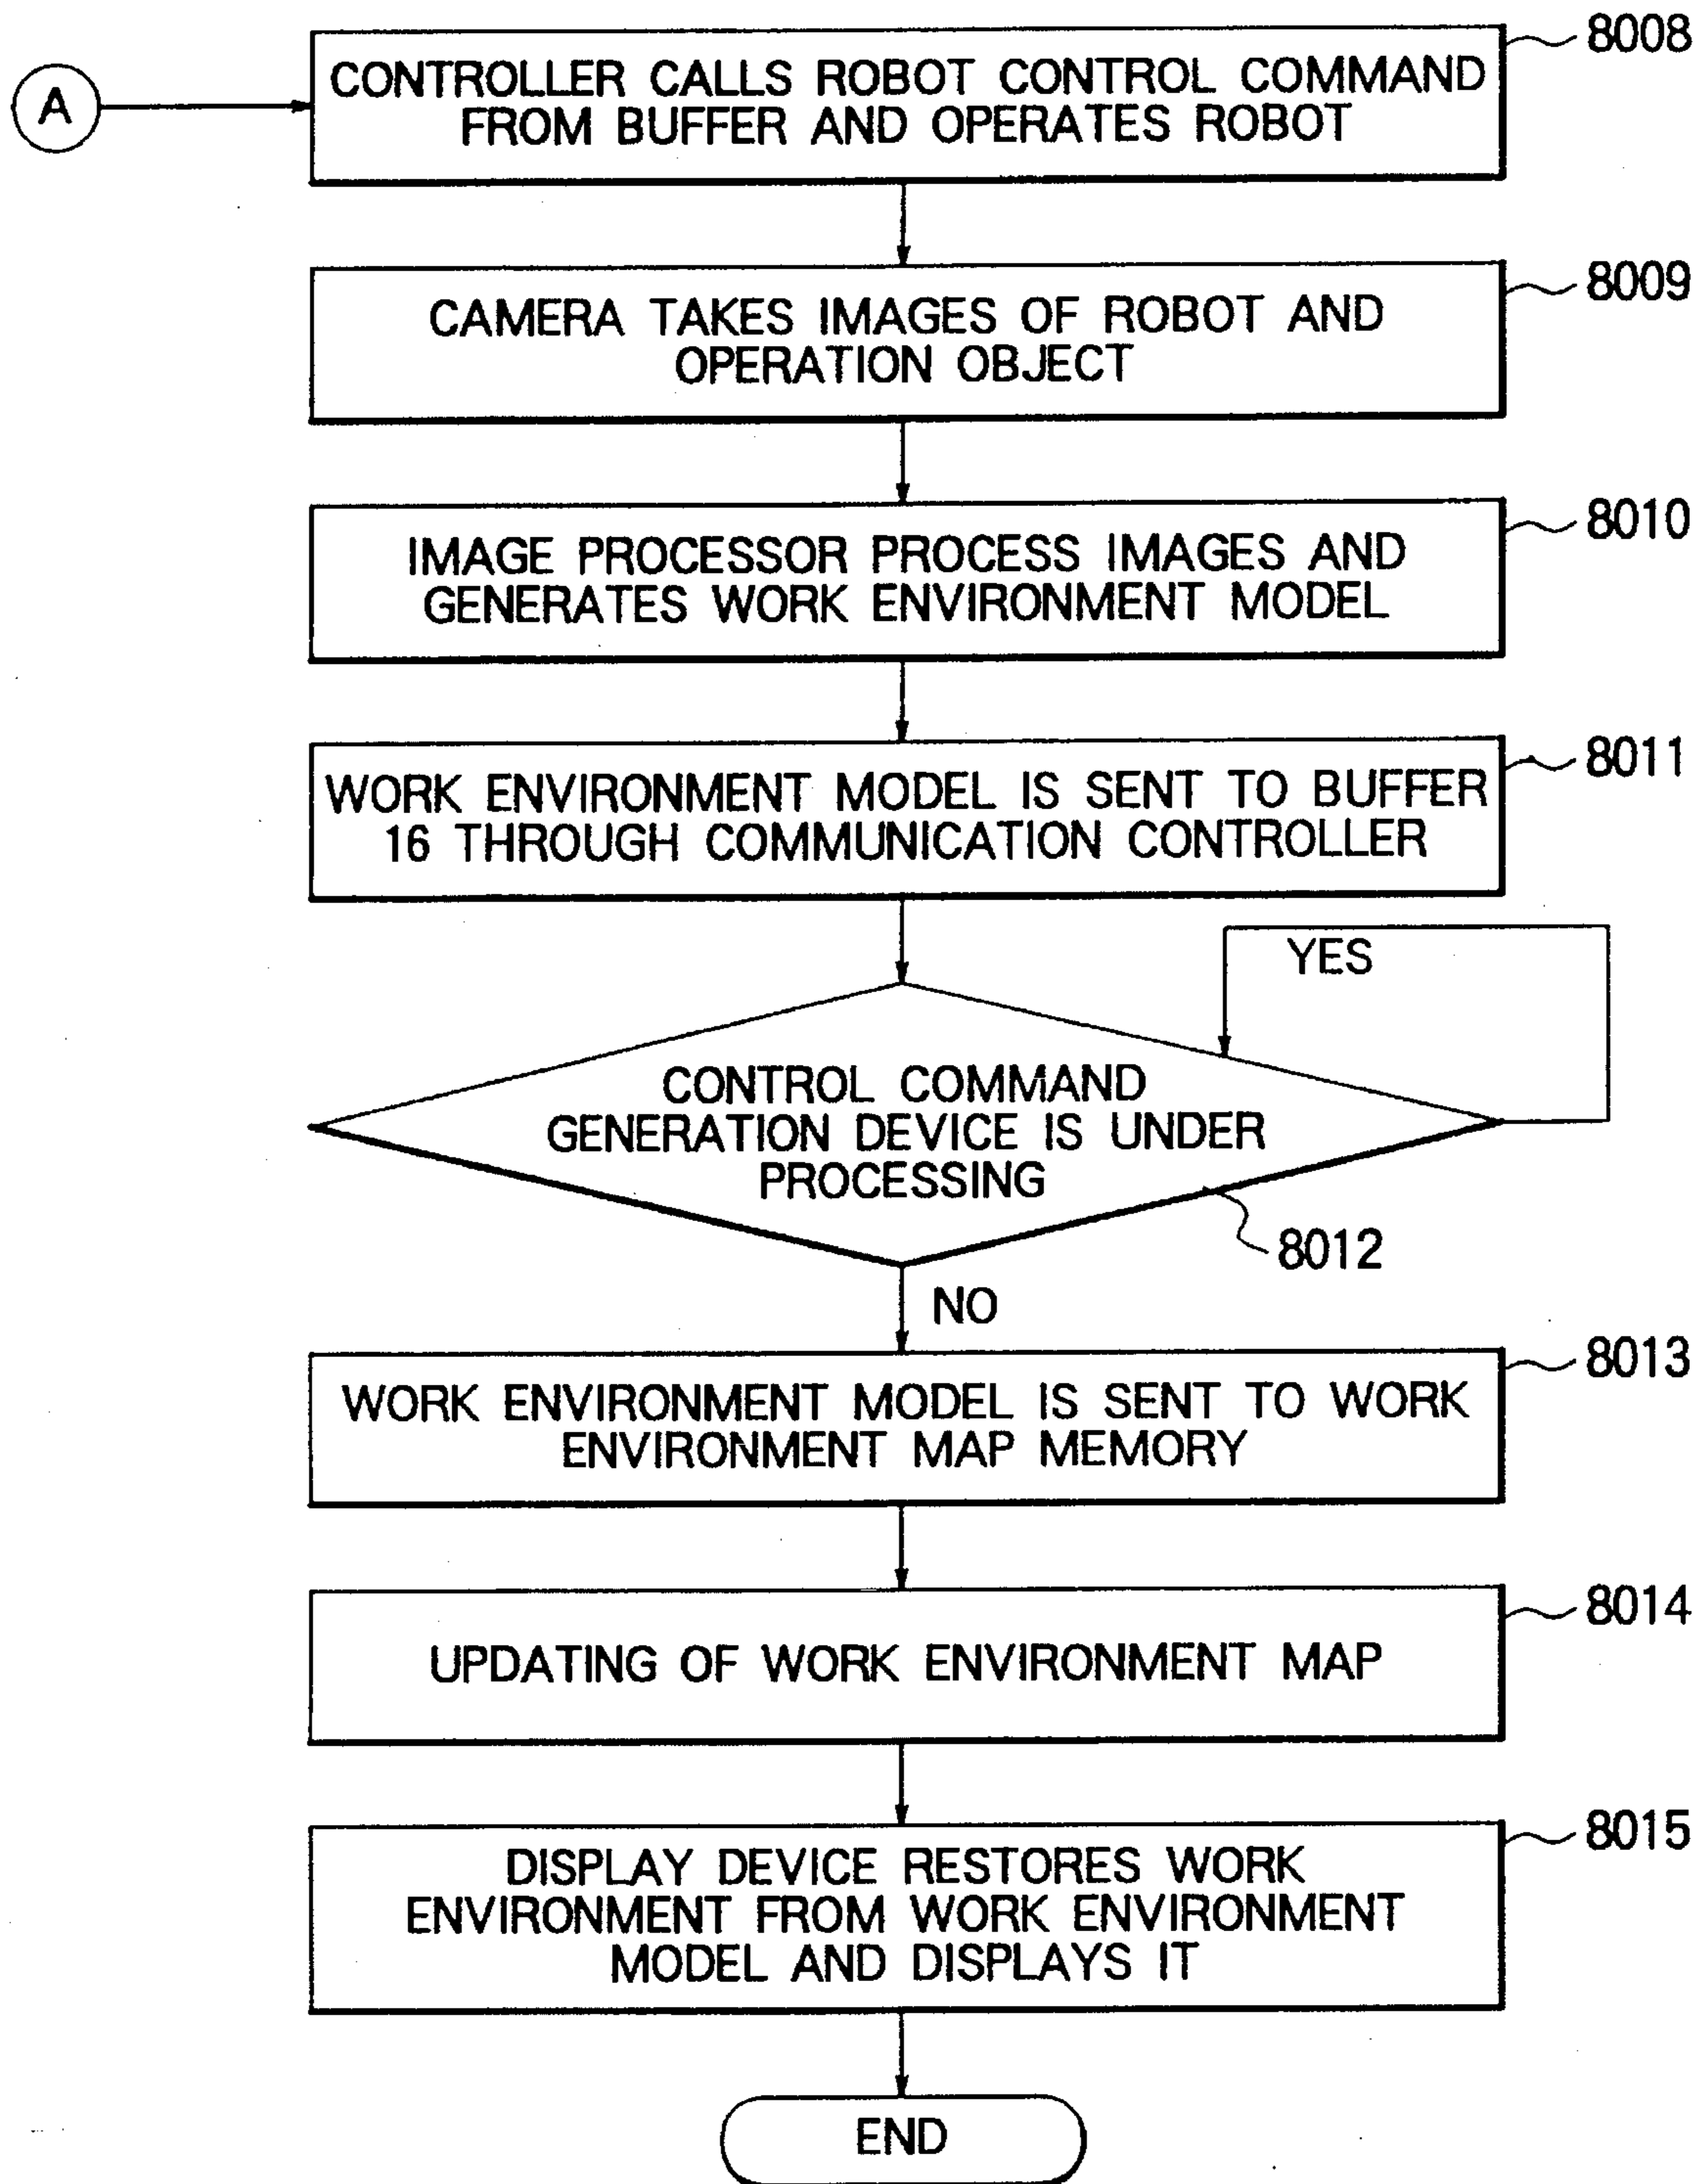 8008
A
CONTROLLER CALLS ROBOT CONTROL COMMAND
FROM BUFFER AND OPERATES ROBOT
8009
CAMERA TAKES IMAGES OF ROBOT AND
OPERATION OBJECT
8010
IMAGE PROCESSOR PROCESS IMAGES AND
GENERATES WORK ENVIRONMENT MODEL
8011
WORK ENVIRONMENT MODEL IS SENT TO BUFFER
16 THROUGH COMMUNICATION CONTROLLER
YES
CONTROL COMMAND
GENERATION DEVICE IS UNDER
PROCESSING
8012
NO
8013
WORK ENVIRONMENT MODEL IS SENT TO WORK
ENVIRONMENT MAP MEMORY
8014
UPDATING OF WORK ENVIRONMENT MAP
8015
DISPLAY DEVICE RESTORES WORK
ENVIRONMENT FROM WORK ENVIRONMENT
MODEL AND DISPLAYS IT
END